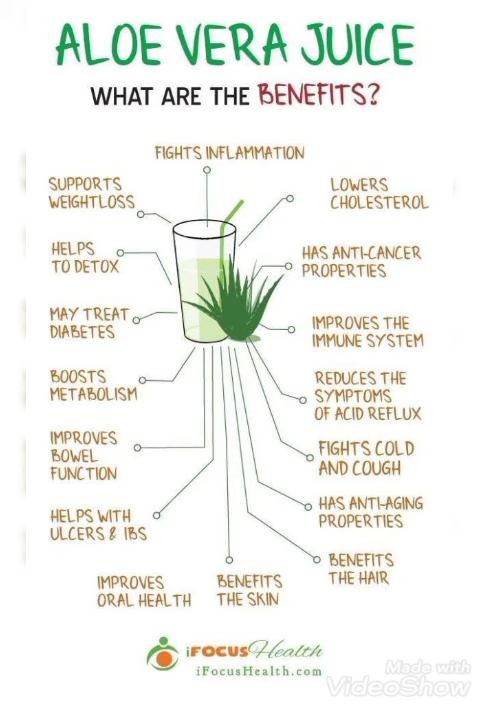 ALOE VERA JUICE
WHAT ARE THE BENEFITS?
FIGHTS INFLAMMATION
SUPPORTS
WEIGHTLOSS
LOWERS
CHOLESTEROL
HELPS
TO DETOX
HAS ANTI-CANCER
PROPERTIES
MAY TREAT
DIABETES
IMPROVES THE
IMMUNE SYSTEM
BOOSTS
METABOLISM
REDUCES THE
SYMPTOMS
OF ACID REFLUX
IMPROVES
BOWEL
FUNCTION
FIGHTS COLD
AND COUGH
HELPS WITH
ULCERS & IBS
HAS ANTI-AGING
PROPERTIES
IMPROVES
ORAL HEALTH
BENEFITS
THE SKIN
BENEFITS
THE HAIR
iFOCUS Health
iFocusHealth.com
Made with
VideoShow